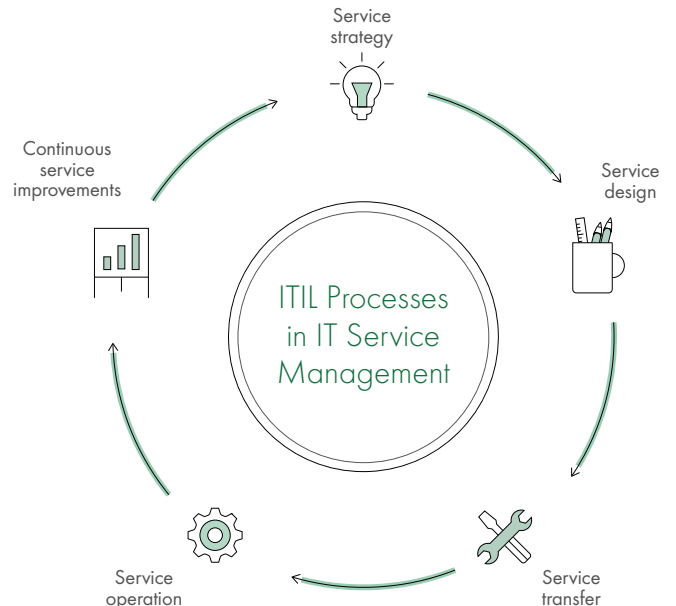 Service
strategy
Continuous
service
improvements
Service
design
ITIL Processes
in IT Service
Management
Service
operation
Service
transfer